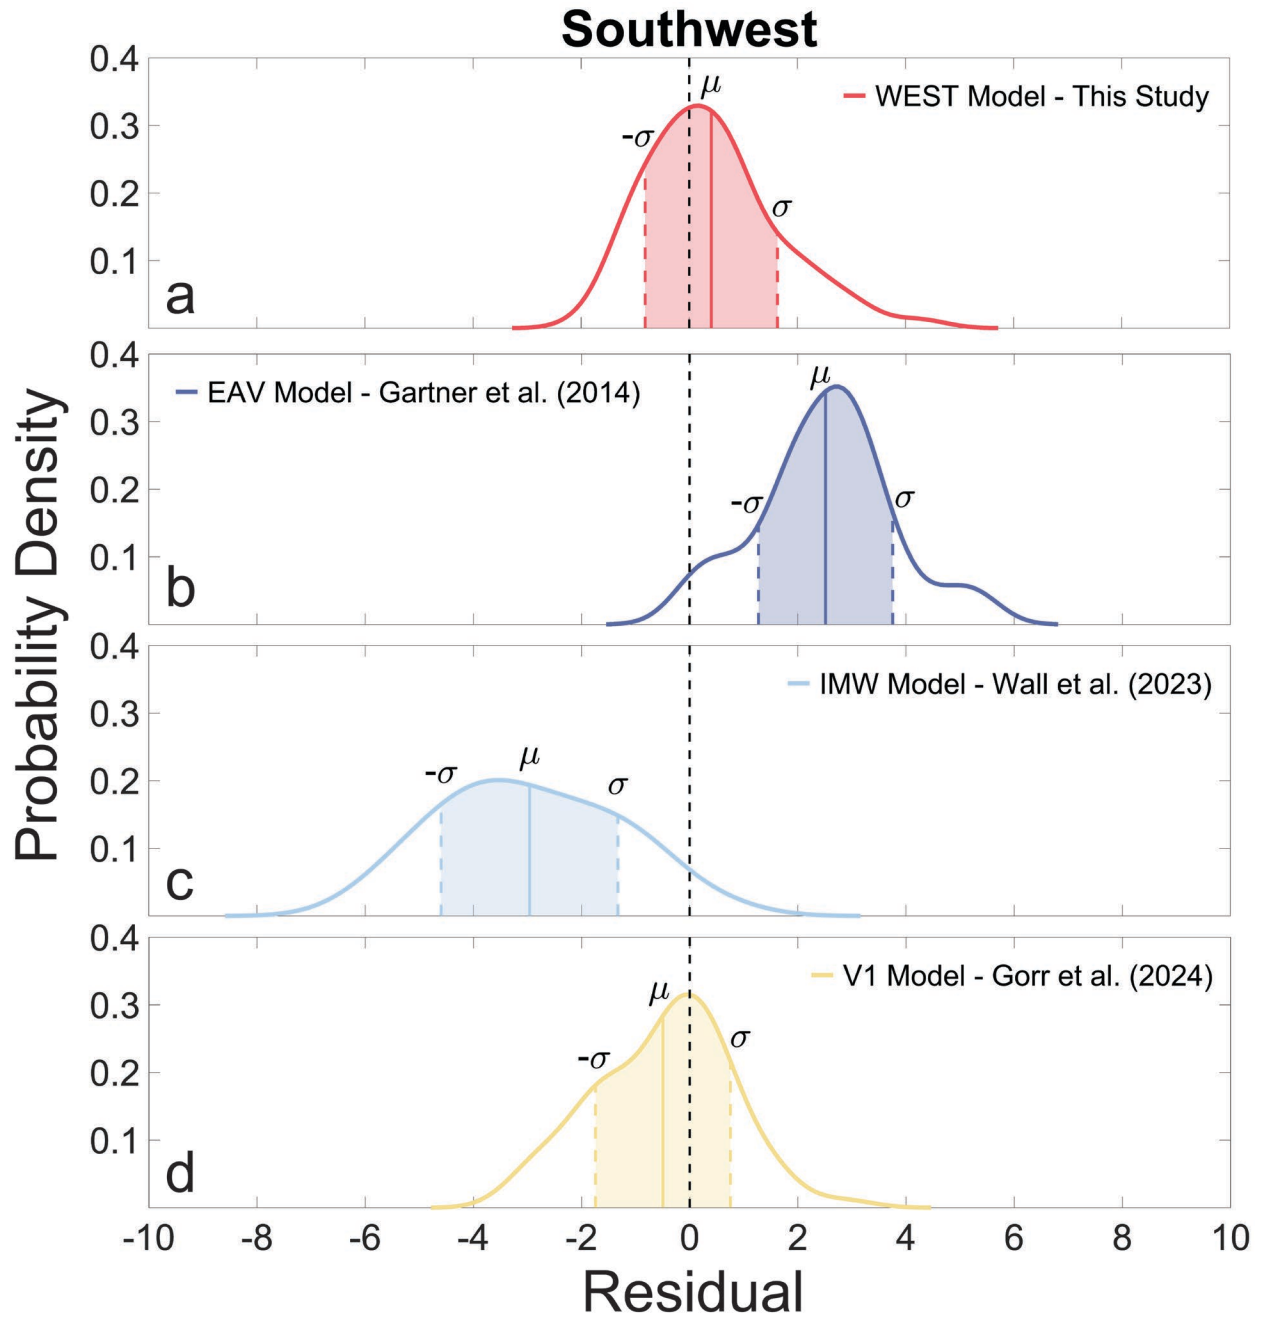 Southwest
Probability Density
0.4
0.3
0.2
0.1
a
-σ
μ
σ
WEST Model - This Study
0.4
0.3
0.2
0.1
b
EAV Model - Gartner et al. (2014)
-σ
μ
σ
0.4
0.3
0.2
0.1
c
-σ
μ
σ
IMW Model - Wall et al. (2023)
0.4
0.3
0.2
0.1
d
-σ
μ
σ
V1 Model - Gorr et al. (2024)
-10 -8 -6 -4 -2 0 2 4 6 8 10
Residual